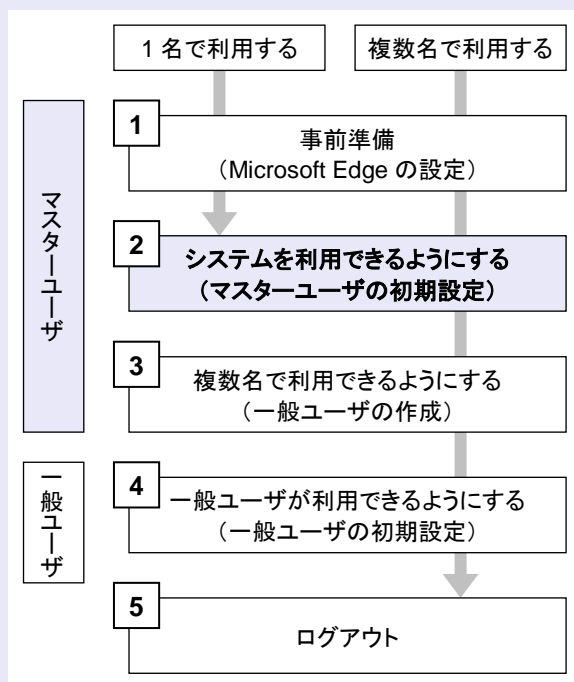 1 名で利用する
複数名で利用する
マスターユーザ
1
事前準備
（Microsoft Edge の設定）
2
システムを利用できるようにする
（マスターユーザの初期設定）
3
複数名で利用できるようにする
（一般ユーザの作成）
一般ユーザ
4
一般ユーザが利用できるようにする
（一般ユーザの初期設定）
5
ログアウト